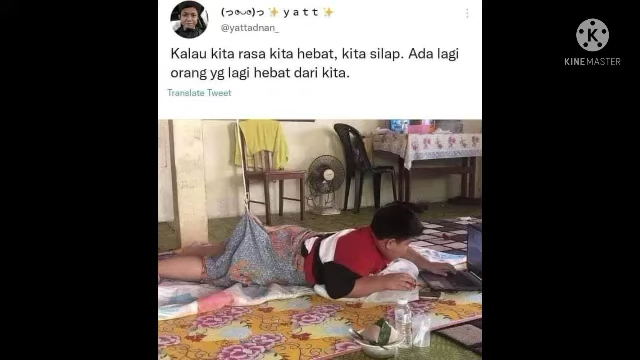 (っ◔◡◔)っ ✨ y a t t ✨
@yattadnan_
Kalau kita rasa kita hebat, kita silap. Ada lagi
orang yg lagi hebat dari kita.
Translate Tweet
K
KINEMASTER